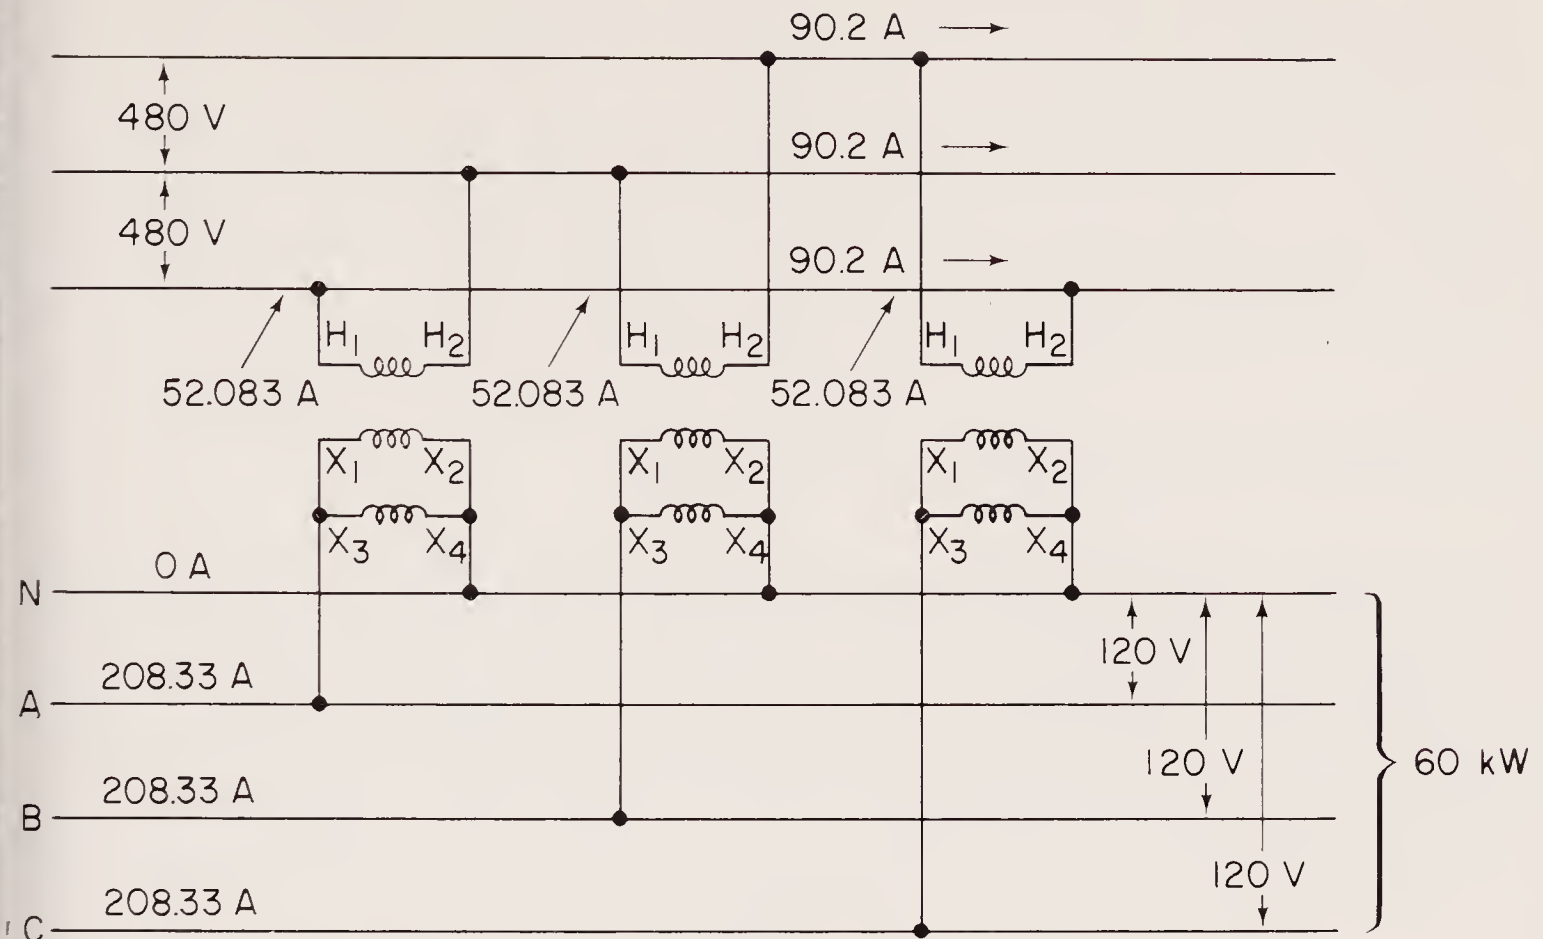 90.2 A
480 V
90.2 A
480 V
90.2 A
H1 H2 H1 H2 H1 H2
52.083 A 52.083 A 52.083 A
X1 X2 X1 X2 X1 X2
X3 X4 X3 X4 X3 X4
0 A
N
120 V
208.33 A
A
120 V 60 kW
208.33 A
B
120 V
208.33 A
C